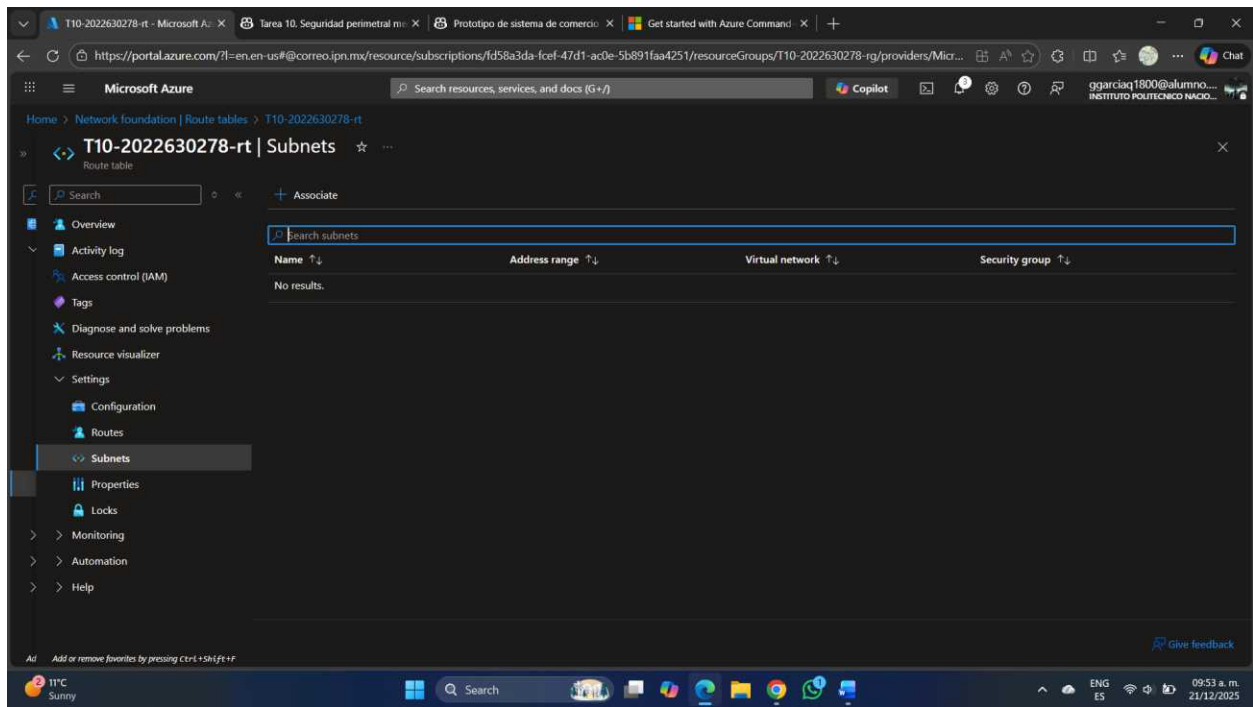 T10-2022630278-rt - Microsoft Az
Tarea 10. Seguridad perimetral me
Prototipo de sistema de comercio
Get started with Azure Command-
https://portal.azure.com/?l=en.en-us#@correo.ipn.mx/resource/subscriptions/fd58a3da-fcef-47d1-ac0e-5b891faa4251/resourceGroups/T10-2022630278-rg/providers/Micr...
Chat
Microsoft Azure
Search resources, services, and docs (G+/)
Copilot
ggarciaq1800@alumno....
INSTITUTO POLITECNICO NACIO...
Home > Network foundation | Route tables > T10-2022630278-rt
T10-2022630278-rt | Subnets
Route table
Search
Associate
Overview
Activity log
Access control (IAM)
Tags
Diagnose and solve problems
Resource visualizer
Settings
Configuration
Routes
Subnets
Properties
Locks
Monitoring
Automation
Help
Search subnets
Name
Address range
Virtual network
Security group
No results.
Give feedback
Ad
Add or remove favorites by pressing Ctrl+Shift+F
2
11°C
Sunny
Search
ENG
ES
09:53 a. m.
21/12/2025